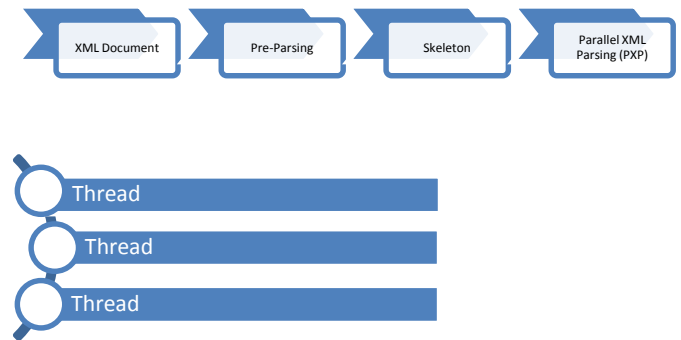 XML Document
Pre-Parsing
Skeleton
Parallel XML
Parsing (PXP)
Thread
Thread
Thread